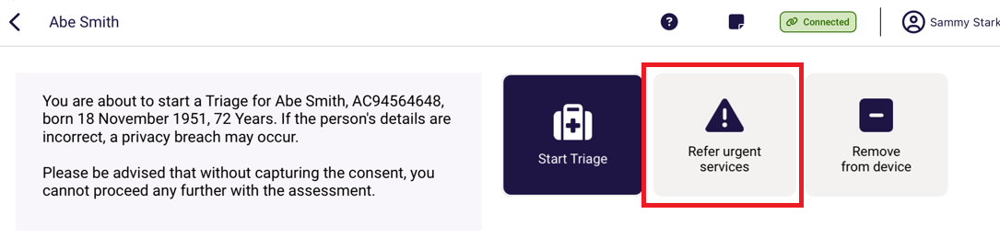 Abe Smith
Connected
Sammy Stark
You are about to start a Triage for Abe Smith, AC94564648,
born 18 November 1951, 72 Years. If the person's details are
incorrect, a privacy breach may occur.
Please be advised that without capturing the consent, you
cannot proceed any further with the assessment.
Start Triage
Refer urgent
services
Remove
from device